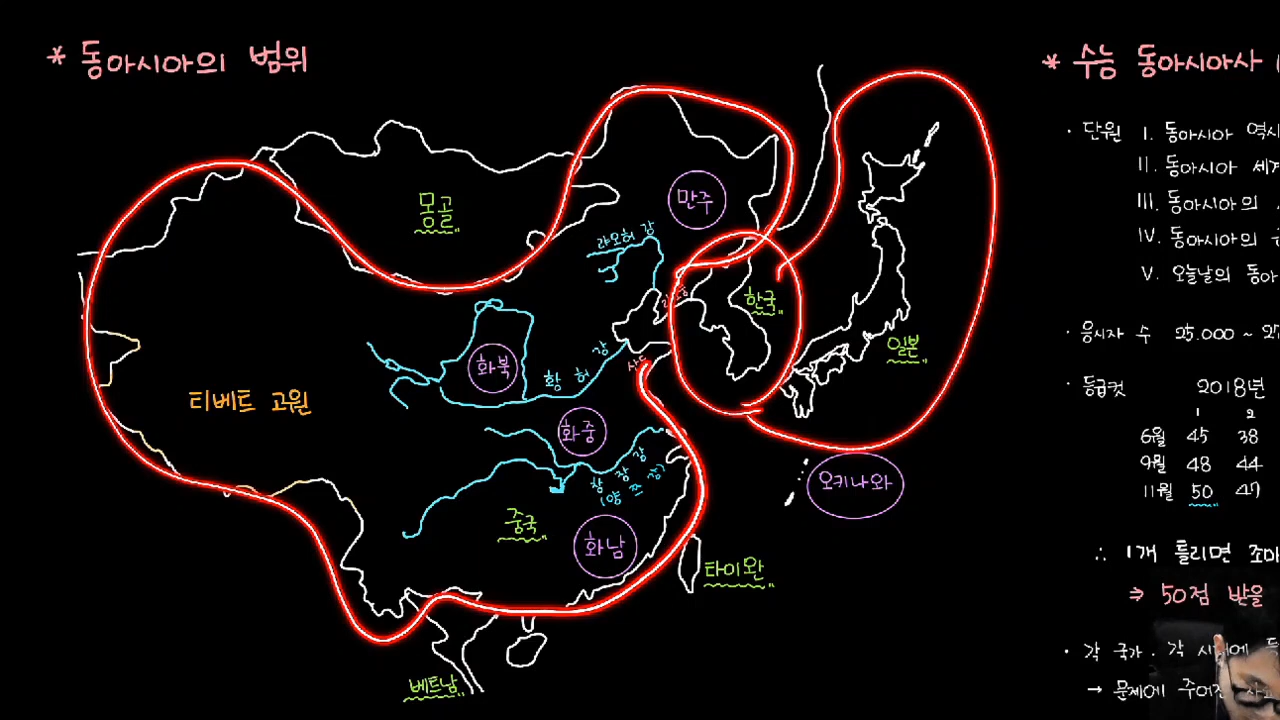 * 동아시아의 범위
* 수능 동아시아사
· 단원 I. 동아시아 역사
II. 동아시아 세계
III. 동아시아의
IV. 동아시아의
V. 오늘날의 동아
· 응시자 수 25.000 ~
· 등급컷 2018년
1 2
6월 45 38
9월 48 44
11월 50 47
∴ 1개 틀리면
⇒ 50점 받을
· 각 국가. 각
→ 문제에
만주
몽골
랴오허 강
한국
일본
화북
황 허 강
산둥
티베트 고원
화중
창 장 강
(양 쯔 강)
오키나와
중국
화남
타이완
베트남